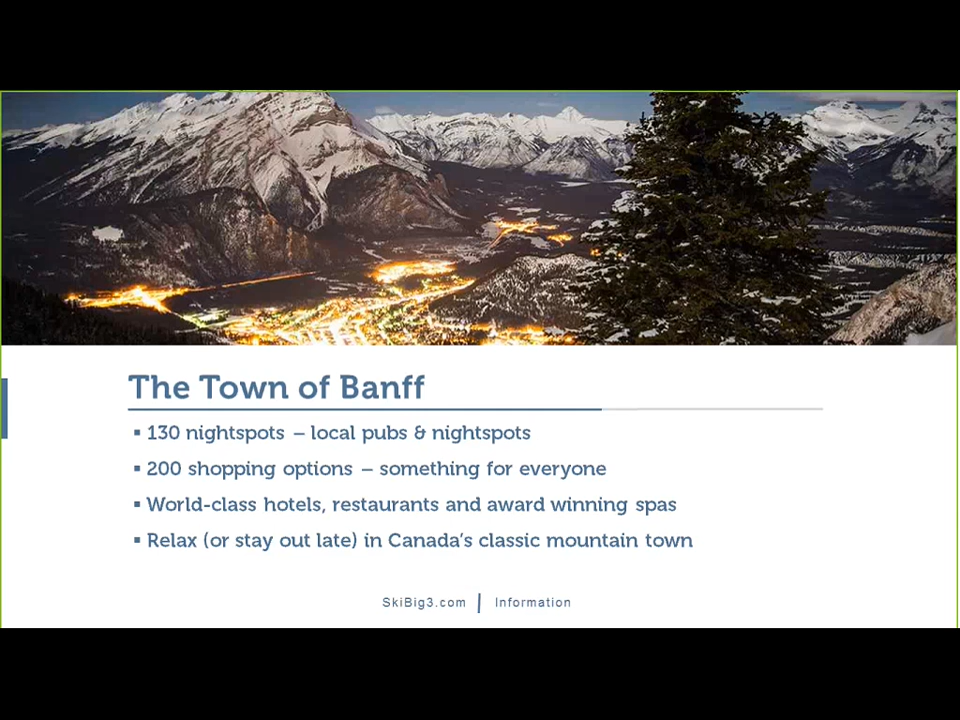 The Town of Banff
▪ 130 nightspots – local pubs & nightspots
▪ 200 shopping options – something for everyone
▪ World-class hotels, restaurants and award winning spas
▪ Relax (or stay out late) in Canada's classic mountain town
SkiBig3.com | Information